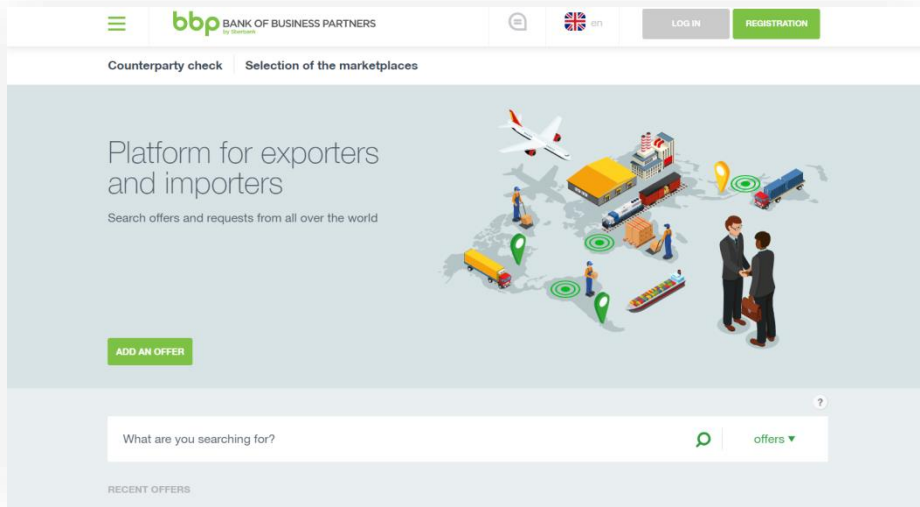 bbp BANK OF BUSINESS PARTNERS
by Sberbank
en
LOG IN
REGISTRATION
Counterparty check
Selection of the marketplaces
Platform for exporters
and importers
Search offers and requests from all over the world
ADD AN OFFER
?
What are you searching for?
offers ▼
RECENT OFFERS